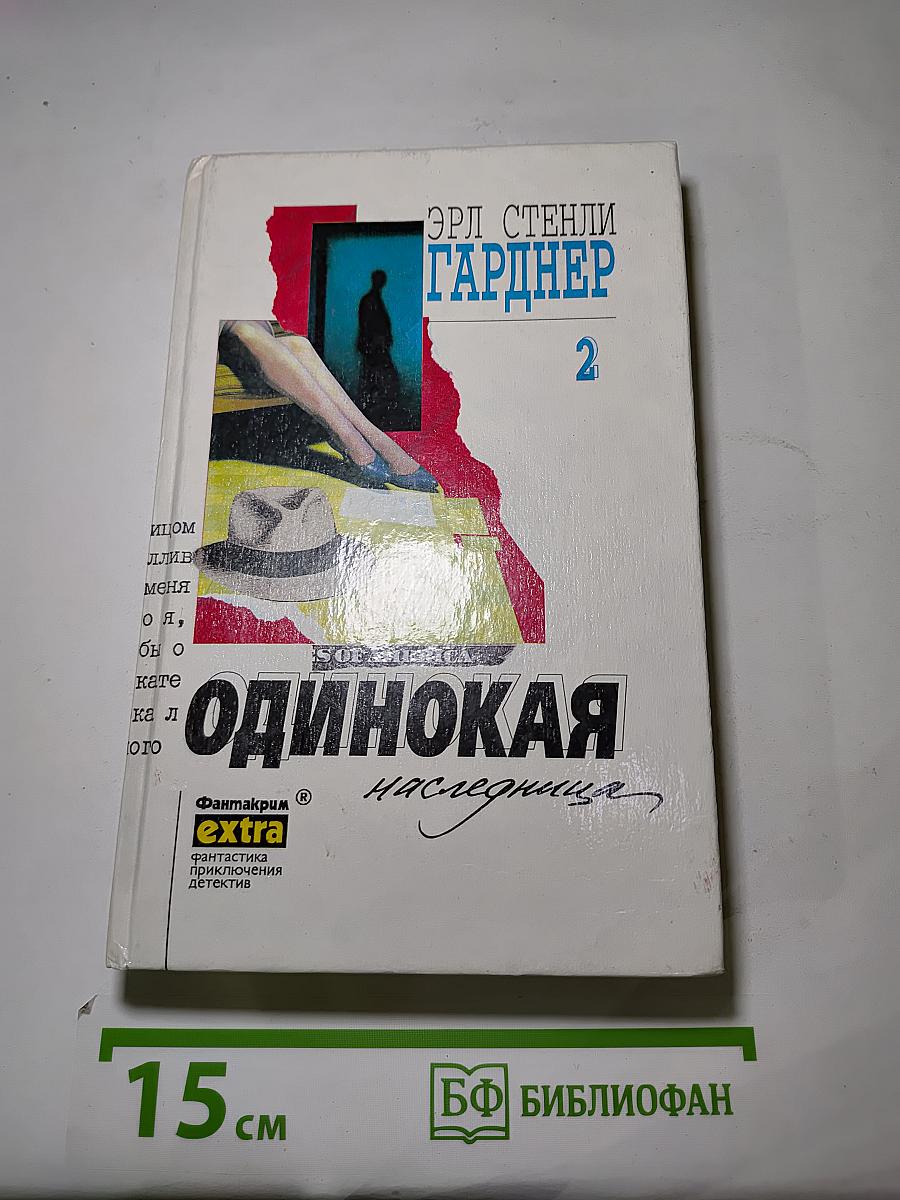 ЭРЛ СТЕНЛИ
ГАРДНЕР
2
ицом
ллив
меня
о я,
бы о
кате
ка л
ого
ОДИНОКАЯ
наследница
Фантакрим ®
extra
фантастика
приключения
детектив
15 см
БФ БИБЛИОФАН